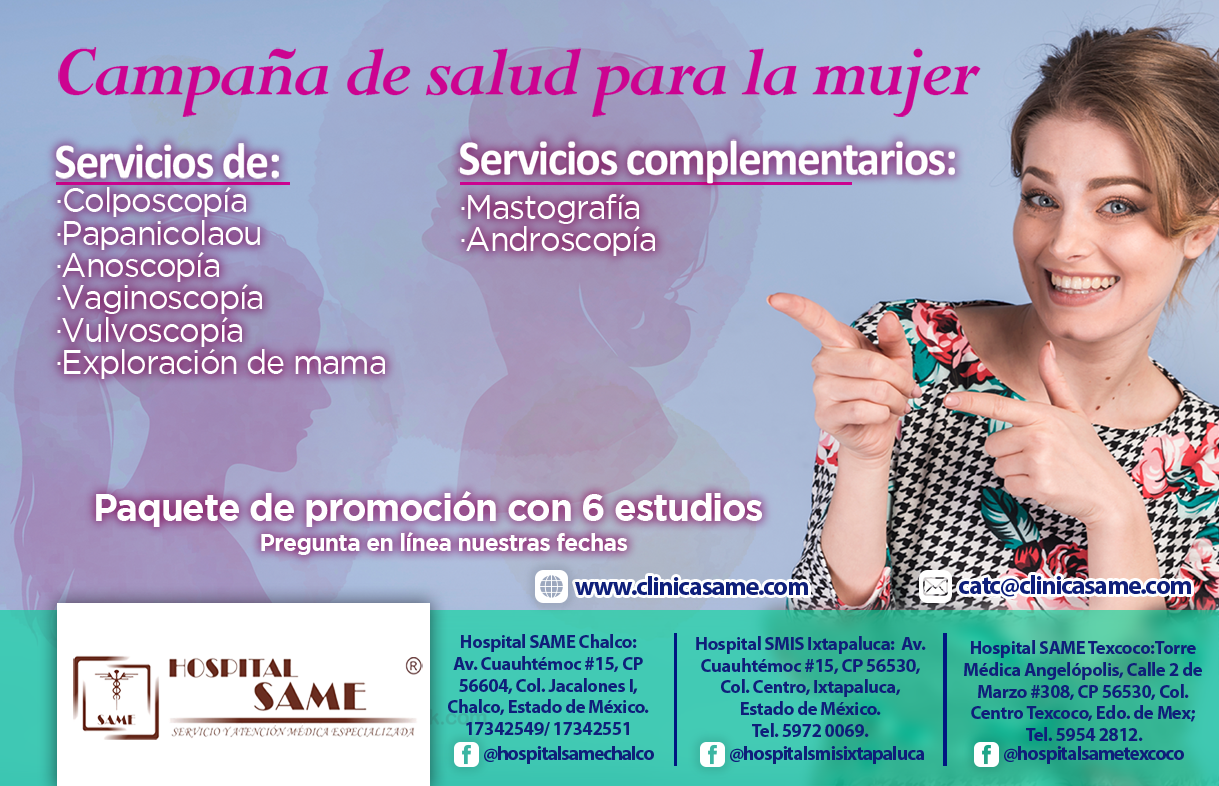 Campaña de salud para la mujer
Servicios de:
·Colposcopía
·Papanicolaou
·Anoscopía
·Vaginoscopía
·Vulvoscopía
·Exploración de mama
Servicios complementarios:
·Mastografía
·Androscopía
Paquete de promoción con 6 estudios
Pregunta en línea nuestras fechas
www.clinicasame.com
catc@clinicasame.com
HOSPITAL ®
SAME
SAME
SERVICIO Y ATENCIÓN MÉDICA ESPECIALIZADA
Hospital SAME Chalco:
Av. Cuauhtémoc #15, CP
56604, Col. Jacalones I,
Chalco, Estado de México.
17342549/ 17342551
@hospitalsamechalco
Hospital SMIS Ixtapaluca: Av.
Cuauhtémoc #15, CP 56530,
Col. Centro, Ixtapaluca,
Estado de México.
Tel. 5972 0069.
@hospitalsmisixtapaluca
Hospital SAME Texcoco:Torre
Médica Angelópolis, Calle 2 de
Marzo #308, CP 56530, Col.
Centro Texcoco, Edo. de Mex;
Tel. 5954 2812.
@hospitalsametexcoco